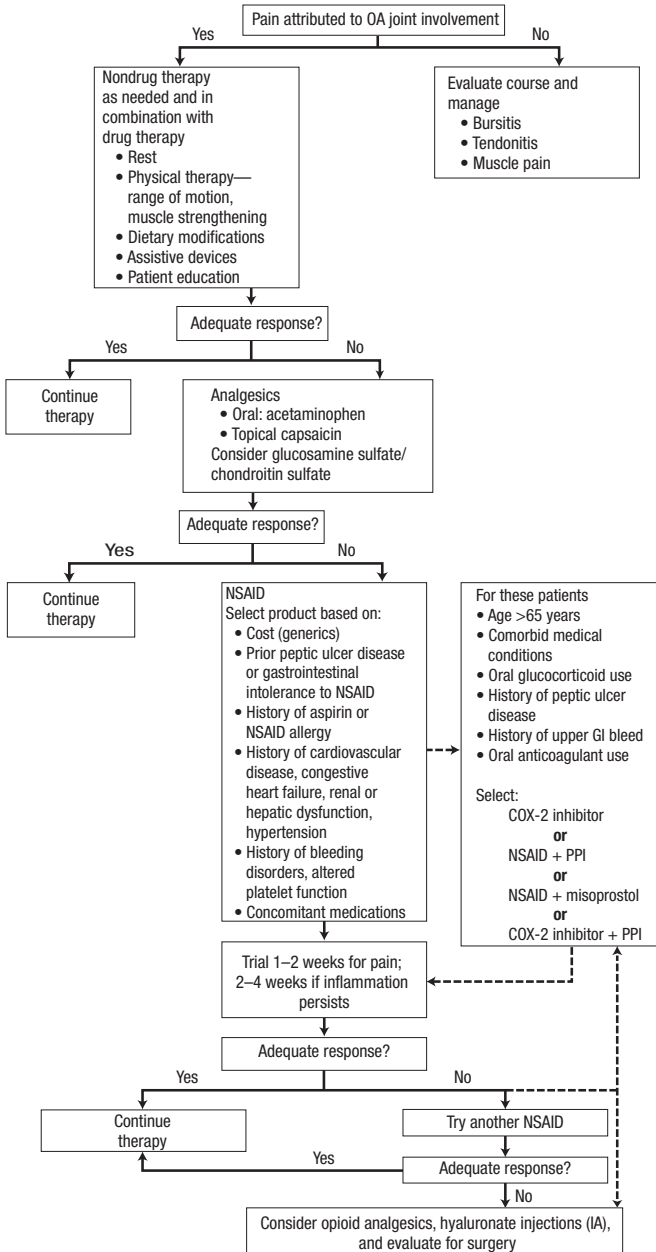 Pain attributed to OA joint involvement
Yes
No
Nondrug therapy
as needed and in
combination with
drug therapy
• Rest
• Physical therapy—
range of motion,
muscle strengthening
• Dietary modifications
• Assistive devices
• Patient education
Evaluate course and
manage
• Bursitis
• Tendonitis
• Muscle pain
Adequate response?
Yes
No
Continue
therapy
Analgesics
• Oral: acetaminophen
• Topical capsaicin
Consider glucosamine sulfate/
chondroitin sulfate
Adequate response?
Yes
No
Continue
therapy
NSAID
Select product based on:
• Cost (generics)
• Prior peptic ulcer disease
or gastrointestinal
intolerance to NSAID
• History of aspirin or
NSAID allergy
• History of cardiovascular
disease, congestive
heart failure, renal or
hepatic dysfunction,
hypertension
• History of bleeding
disorders, altered
platelet function
• Concomitant medications
For these patients
• Age >65 years
• Comorbid medical
conditions
• Oral glucocorticoid use
• History of peptic ulcer
disease
• History of upper GI bleed
• Oral anticoagulant use
Select:
COX-2 inhibitor
or
NSAID + PPI
or
NSAID + misoprostol
or
COX-2 inhibitor + PPI
Trial 1–2 weeks for pain;
2–4 weeks if inflammation
persists
Adequate response?
Yes
No
Continue
therapy
Try another NSAID
Yes
Adequate response?
No
Consider opioid analgesics, hyaluronate injections (IA),
and evaluate for surgery